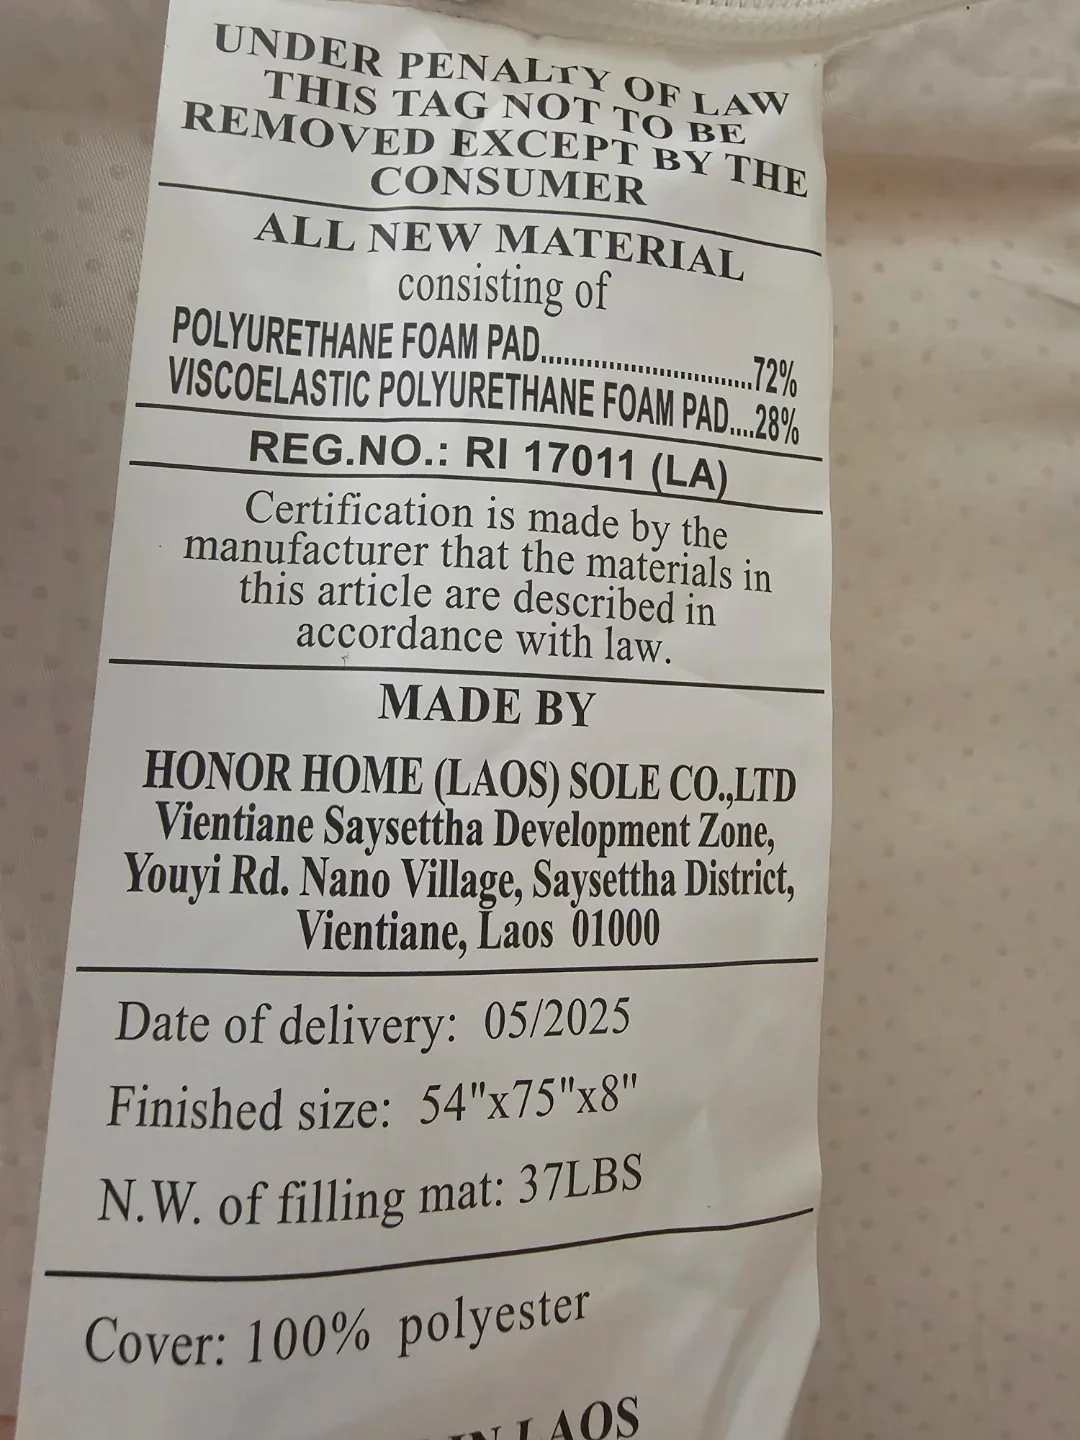 UNDER PENALTY OF LAW
THIS TAG NOT TO BE
REMOVED EXCEPT BY THE
CONSUMER
ALL NEW MATERIAL
consisting of
POLYURETHANE FOAM PAD..............................72%
VISCOELASTIC POLYURETHANE FOAM PAD....28%
REG.NO.: RI 17011 (LA)
Certification is made by the
manufacturer that the materials in
this article are described in
accordance with law.
MADE BY
HONOR HOME (LAOS) SOLE CO.,LTD
Vientiane Saysettha Development Zone,
Youyi Rd. Nano Village, Saysettha District,
Vientiane, Laos 01000
Date of delivery: 05/2025
Finished size: 54"x75"x8"
N.W. of filling mat: 37LBS
Cover: 100% polyester
IN LAOS